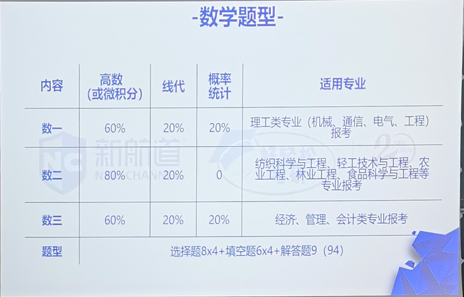 -数学题型-
内容 高数（或微积分） 线代 概率统计 适用专业
数一 60% 20% 20% 理工类专业（机械、通信、电气、工程）
报考
数二 80% 20% 0 纺织科学与工程、轻工技术与工程、农
业工程、林业工程、食品科学与工程等
专业报考
数三 60% 20% 20% 经济、管理、会计类专业报考
题型 选择题8x4+填空题6x4+解答题9（94）
新航道